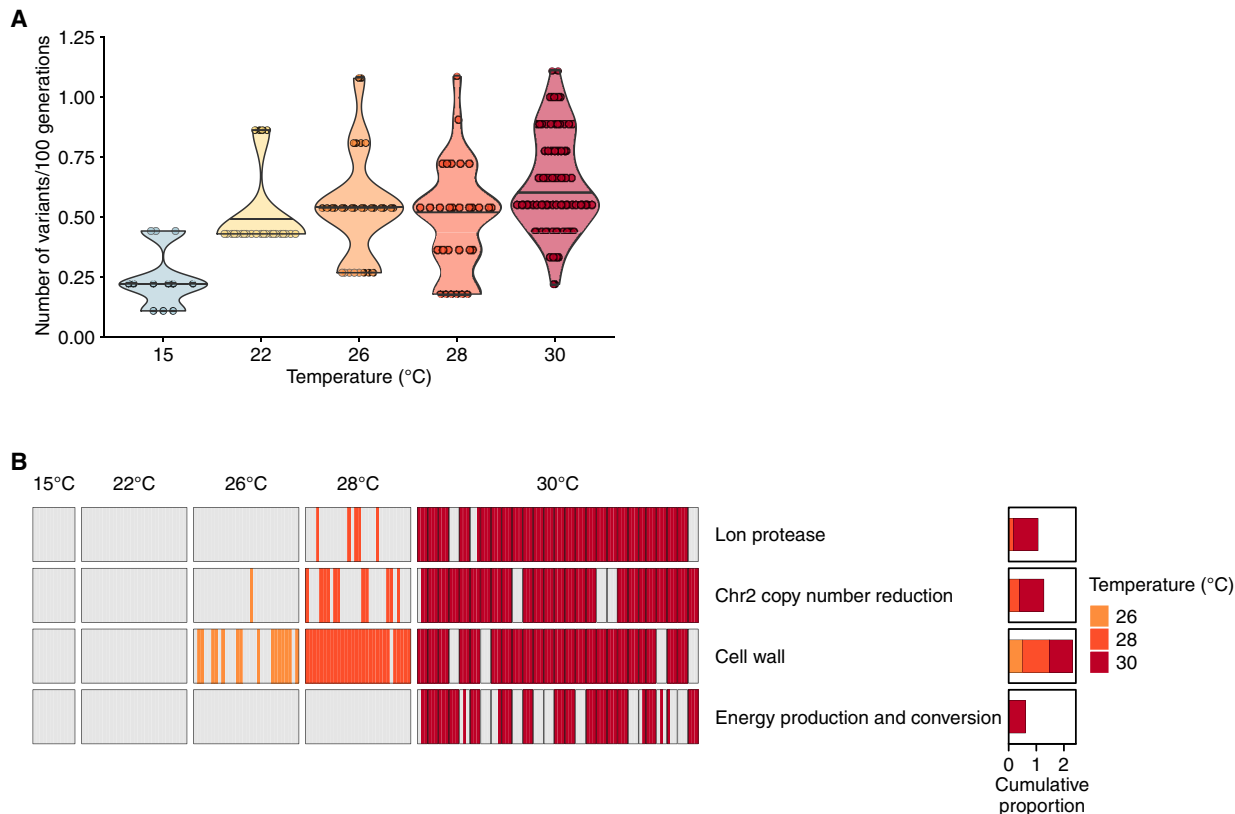 A
Number of variants/100 generations
1.25
1.00
0.75
0.50
0.25
0.00
15 22 26 28 30
Temperature (°C)
B
15°C 22°C 26°C 28°C 30°C
Lon protease
Chr2 copy number reduction
Cell wall
Energy production and conversion
Temperature (°C)
26
28
30
0 1 2
Cumulative
proportion